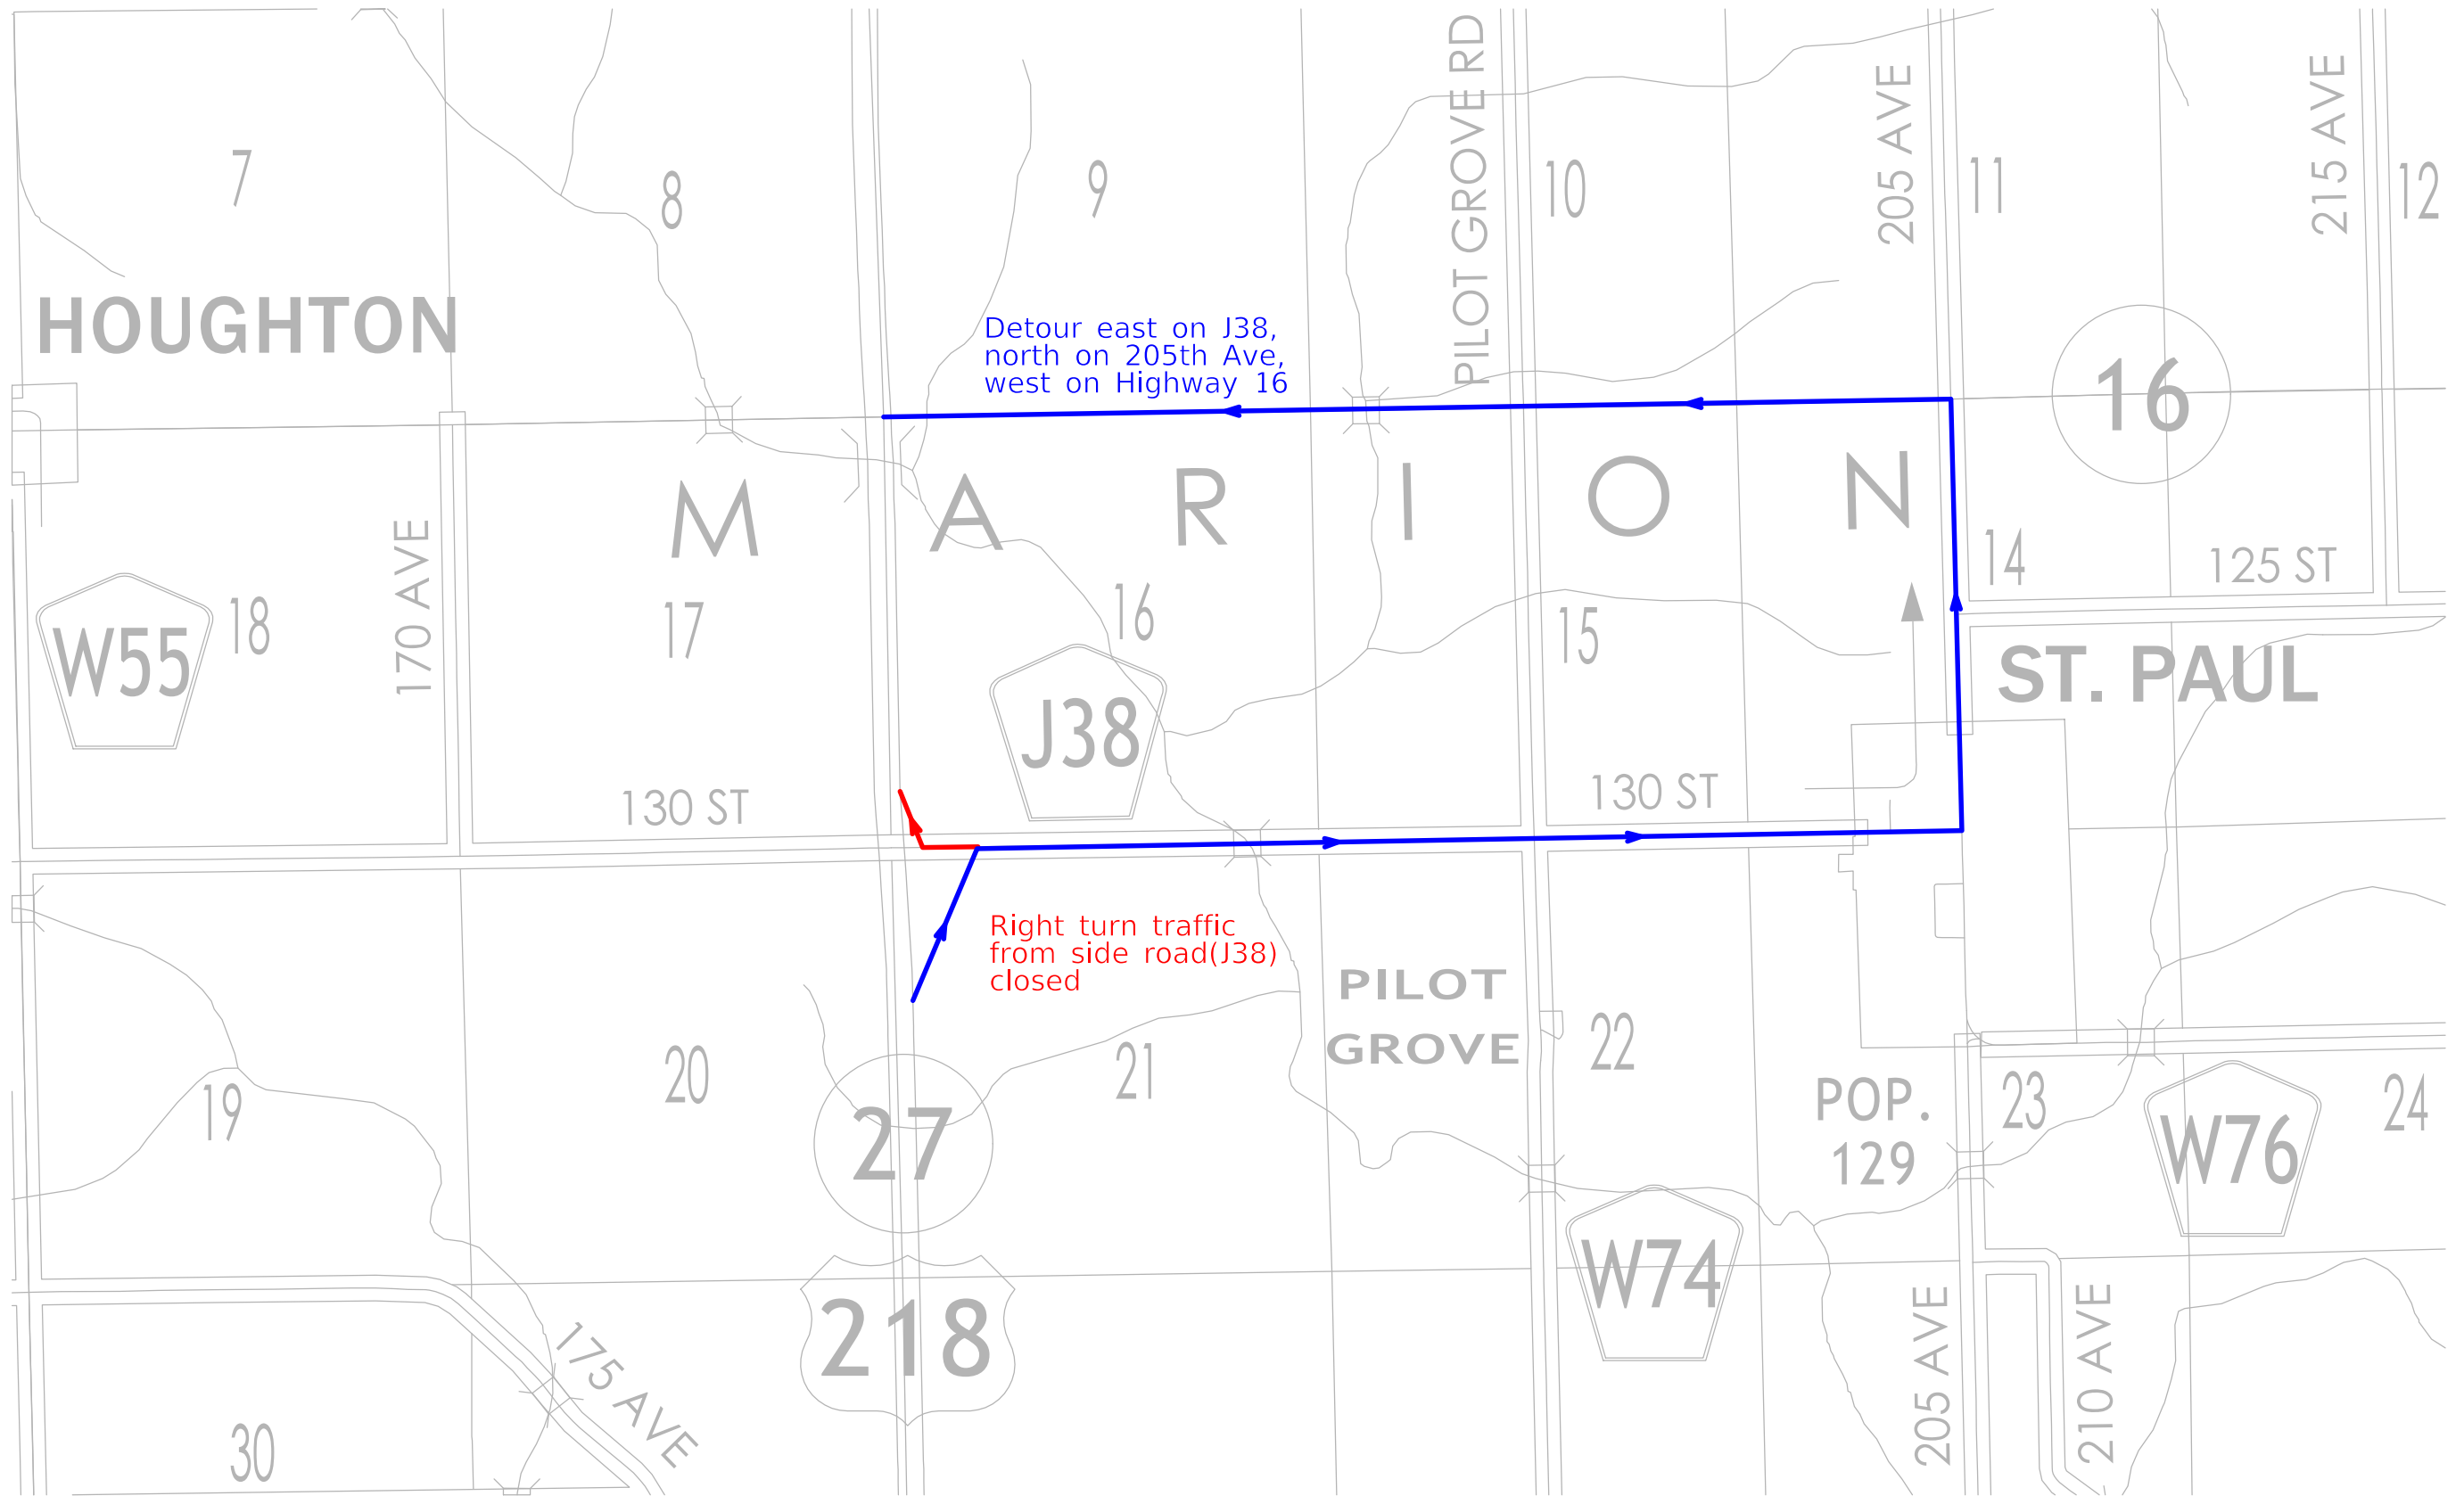 PILOT GROVE RD
205 AVE
215 AVE
7
8
9
10
11
12
HOUGHTON
Detour east on J38,
north on 205th Ave,
west on Highway 16
16
MARION
170 AVE
14
125 ST
W55
18
17
16
15
J38
ST. PAUL
130 ST
130 ST
Right turn traffic
from side road(J38)
closed
PILOT
GROVE
20
21
22
19
27
POP.
129
23
24
W76
W74
218
175 AVE
205 AVE
210 AVE
30